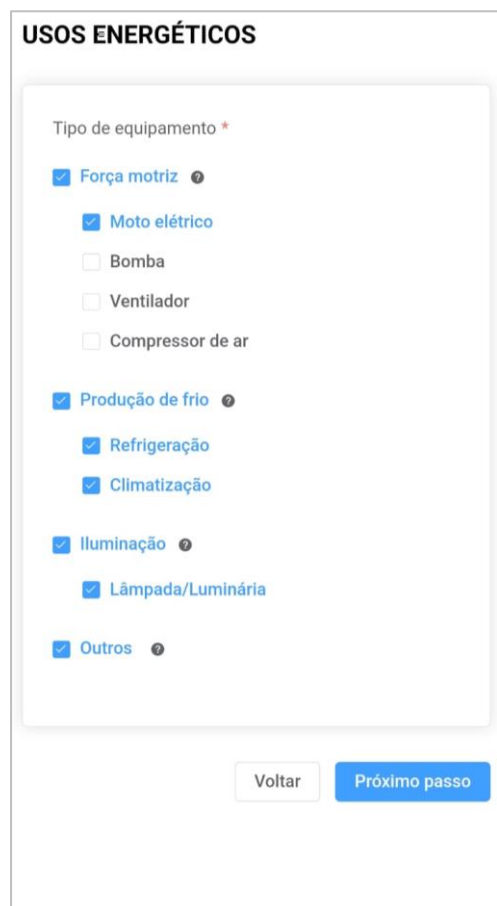 USOS ENERGÉTICOS
Tipo de equipamento *
Força motriz ?
Moto elétrico
Bomba
Ventilador
Compressor de ar
Produção de frio ?
Refrigeração
Climatização
Iluminação ?
Lâmpada/Luminária
Outros ?
Voltar Próximo passo